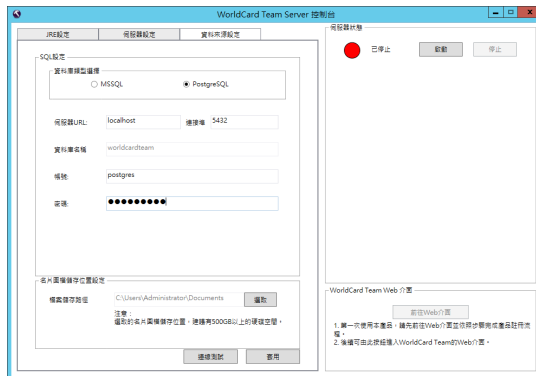 WorldCard Team Server 控制台
JRE設定
伺服器設定
資料來源設定
SQL設定
資料庫類型選擇
MSSQL
PostgreSQL
伺服器URL:
localhost
連接埠
5432
資料庫名稱
worldcardteam
帳號:
postgres
密碼:
名片圖檔儲存位置設定
檔案儲存路徑
C:\Users\Administrator\Documents
選取
注意：
選取的名片圖檔儲存位置，建議有500GB以上的硬碟空間。
連線測試
套用
伺服器狀態
已停止
啟動
停止
WorldCard Team Web 介面
前往Web介面
1. 第一次使用本產品，請先前往Web介面並依照步驟完成產品註冊流
程。
2. 後續可由此按鈕進入WorldCard Team的Web介面。